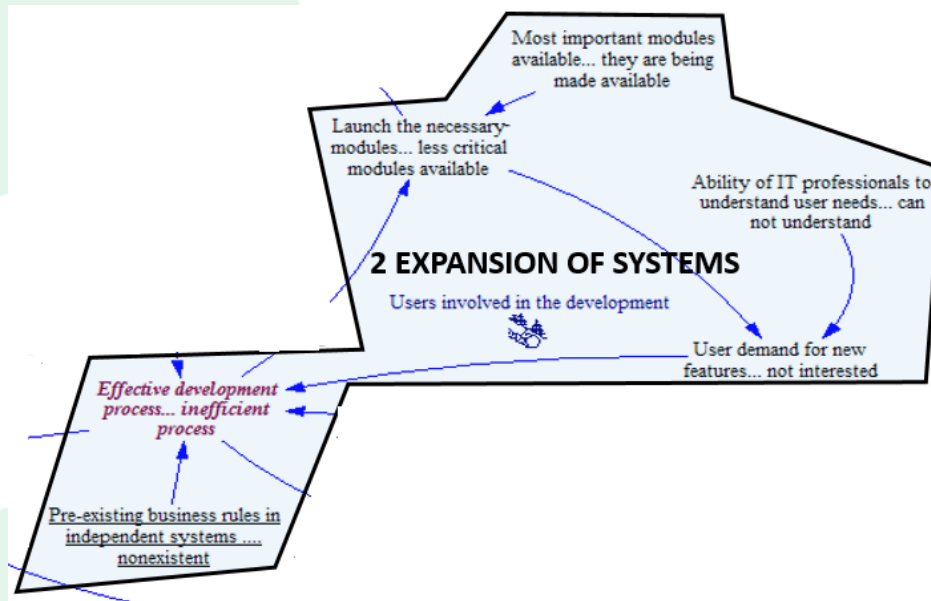 Most important modules
available... they are being
made available
Launch the necessary-
modules... less critical
modules available
Ability of IT professionals to
understand user needs... can
not understand
2 EXPANSION OF SYSTEMS
Users involved in the development
User demand for new
features... not interested
Effective development
process... inefficient
process
Pre-existing business rules in
independent systems ....
nonexistent